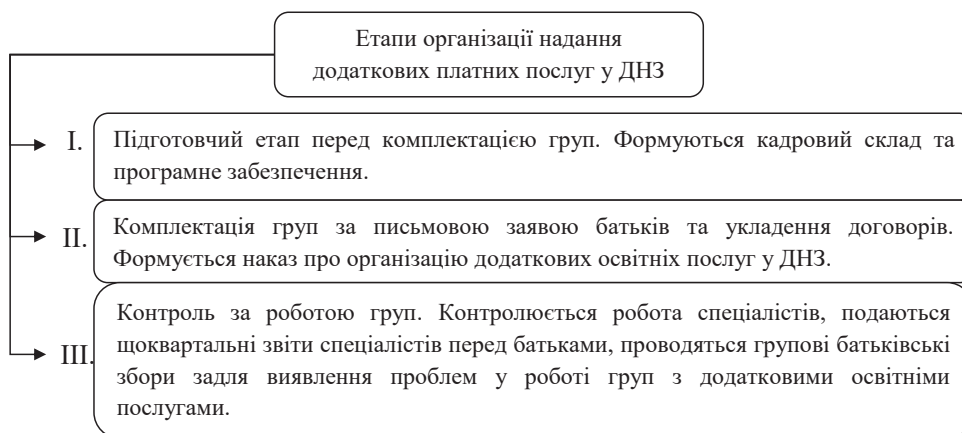 Етапи організації надання
додаткових платних послуг у ДНЗ
І. Підготовчий етап перед комплектацією груп. Формуються кадровий склад та
програмне забезпечення.
ІІ. Комплектація груп за письмовою заявою батьків та укладення договорів.
Формується наказ про організацію додаткових освітніх послуг у ДНЗ.
ІІІ. Контроль за роботою груп. Контролюється робота спеціалістів, подаються
щоквартальні звіти спеціалістів перед батьками, проводяться групові батьківські
збори задля виявлення проблем у роботі груп з додатковими освітніми
послугами.